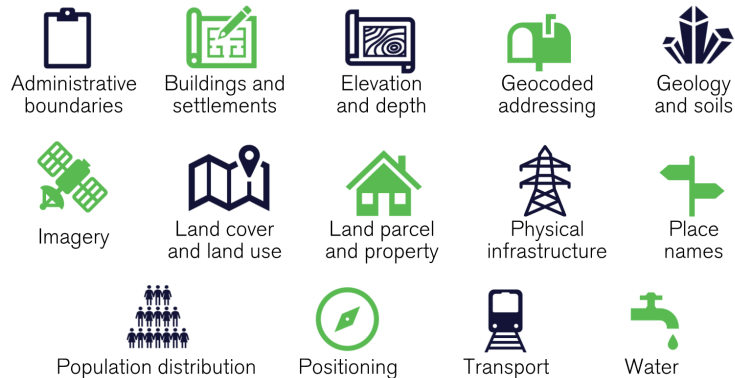 Administrative
boundaries
Buildings and
settlements
Elevation
and depth
Geocoded
addressing
Geology
and soils
Imagery
Land cover
and land use
Land parcel
and property
Physical
infrastructure
Place
names
Population distribution
Positioning
Transport
Water